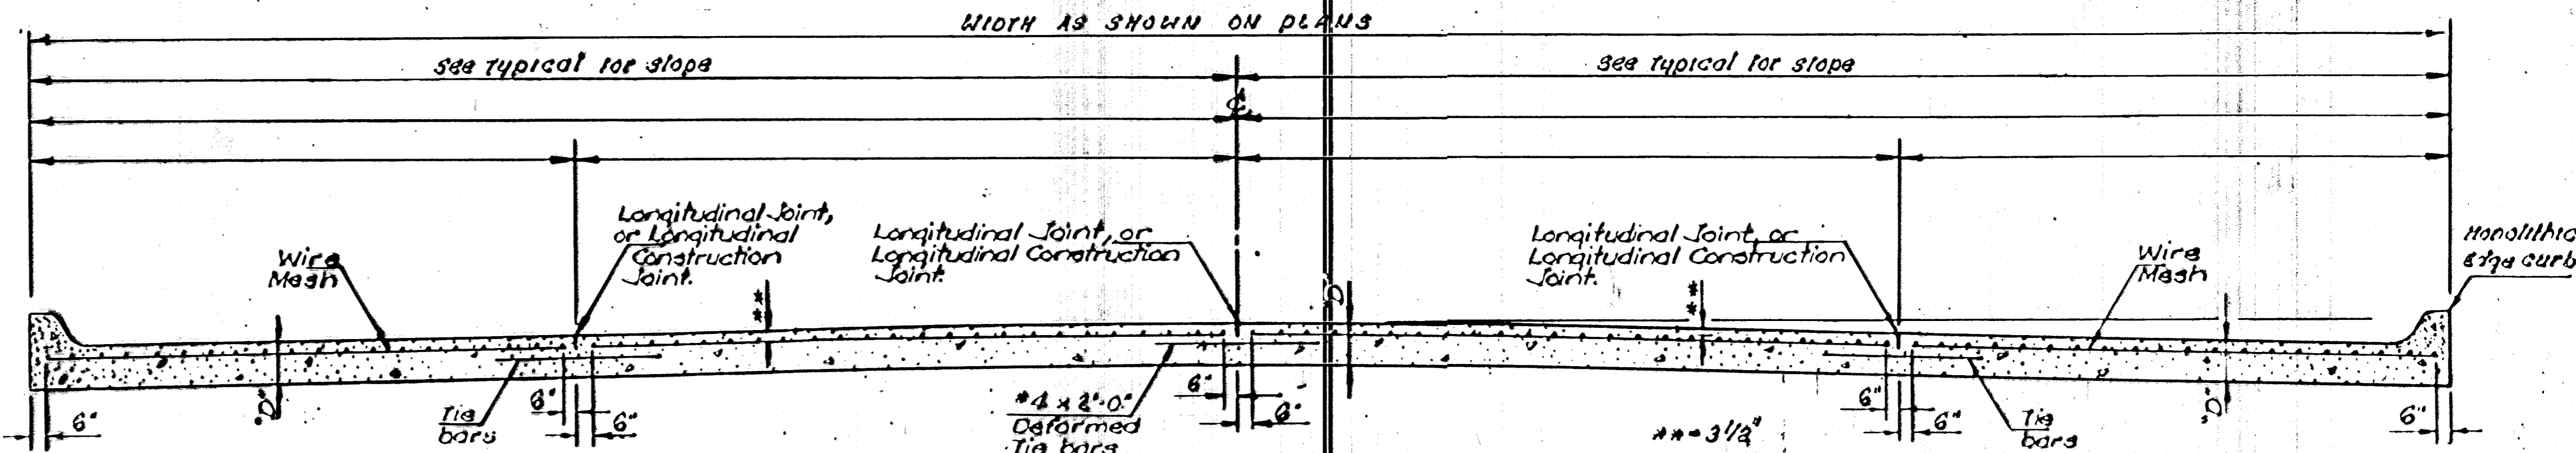 WIDTH AS SHOWN ON PLANS
see typical for slope
see typical for slope
℄
Longitudinal Joint,
or Longitudinal
Construction
Joint.
Longitudinal Joint, or
Longitudinal Construction
Joint.
Longitudinal Joint, or
Longitudinal Construction
Joint.
Wire
Mesh
Wire
Mesh
Monolithic
edge curb
**
**
"D"
"D"
"D"
6"
Tie
bars
6"
6"
#4 x 2'-0"
Deformed
Tie bars
6"
6"
**=3 1/2"
6"
6"
Tie
bars
6"